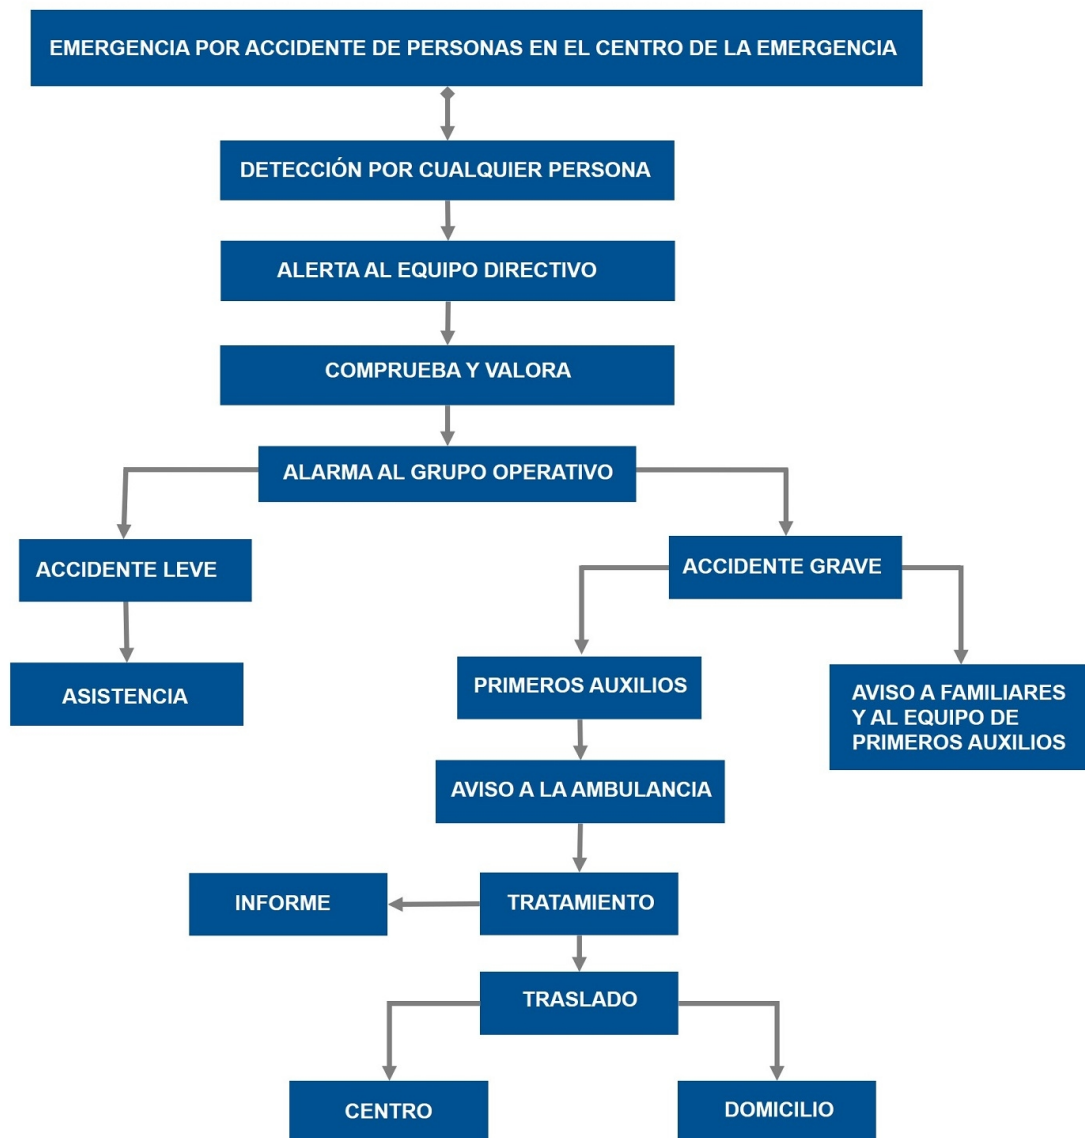 EMERGENCIA POR ACCIDENTE DE PERSONAS EN EL CENTRO DE LA EMERGENCIA
DETECCIÓN POR CUALQUIER PERSONA
ALERTA AL EQUIPO DIRECTIVO
COMPRUEBA Y VALORA
ALARMA AL GRUPO OPERATIVO
ACCIDENTE LEVE
ACCIDENTE GRAVE
ASISTENCIA
PRIMEROS AUXILIOS
AVISO A FAMILIARES
Y AL EQUIPO DE
PRIMEROS AUXILIOS
AVISO A LA AMBULANCIA
INFORME
TRATAMIENTO
TRASLADO
CENTRO
DOMICILIO